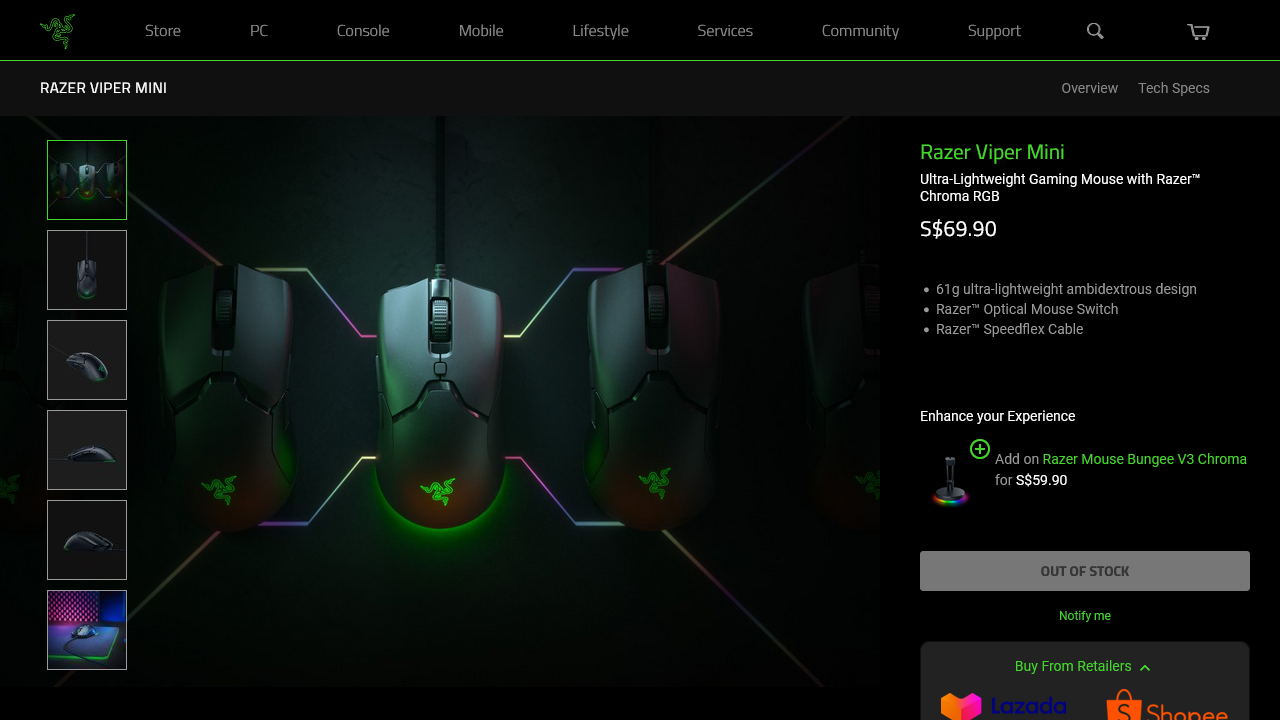 Store PC Console Mobile Lifestyle Services Community Support
RAZER VIPER MINI
Overview Tech Specs
Razer Viper Mini
Ultra-Lightweight Gaming Mouse with Razer™
Chroma RGB
S$69.90
• 61g ultra-lightweight ambidextrous design
• Razer™ Optical Mouse Switch
• Razer™ Speedflex Cable
Enhance your Experience
Add on Razer Mouse Bungee V3 Chroma
for S$59.90
OUT OF STOCK
Notify me
Buy From Retailers
Lazada Shopee